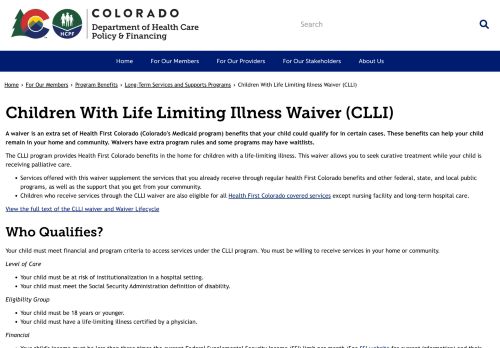 COLORADO
Department of Health Care
Policy & Financing
HCPF
Search
Home
For Our Members
For Our Providers
For Our Stakeholders
About Us
Home › For Our Members › Program Benefits › Long-Term Services and Supports Programs › Children With Life Limiting Illness Waiver (CLLI)
Children With Life Limiting Illness Waiver (CLLI)
A waiver is an extra set of Health First Colorado (Colorado's Medicaid program) benefits that your child could qualify for in certain cases. These benefits can help your child
remain in your home and community. Waivers have extra program rules and some programs may have waitlists.
The CLLI program provides Health First Colorado benefits in the home for children with a life-limiting illness. This waiver allows you to seek curative treatment while your child is
receiving palliative care.
• Services offered with this waiver supplement the services that you already receive through regular health First Colorado benefits and other federal, state, and local public
programs, as well as the support that you get from your community.
• Children who receive services through the CLLI waiver are also eligible for all Health First Colorado covered services except nursing facility and long-term hospital care.
View the full text of the CLLI waiver and Waiver Lifecycle
Who Qualifies?
Your child must meet financial and program criteria to access services under the CLLI program. You must be willing to receive services in your home or community.
Level of Care
• Your child must be at risk of institutionalization in a hospital setting.
• Your child must meet the Social Security Administration definition of disability.
Eligibility Group
• Your child must be 18 years or younger.
• Your child must have a life-limiting illness certified by a physician.
Financial